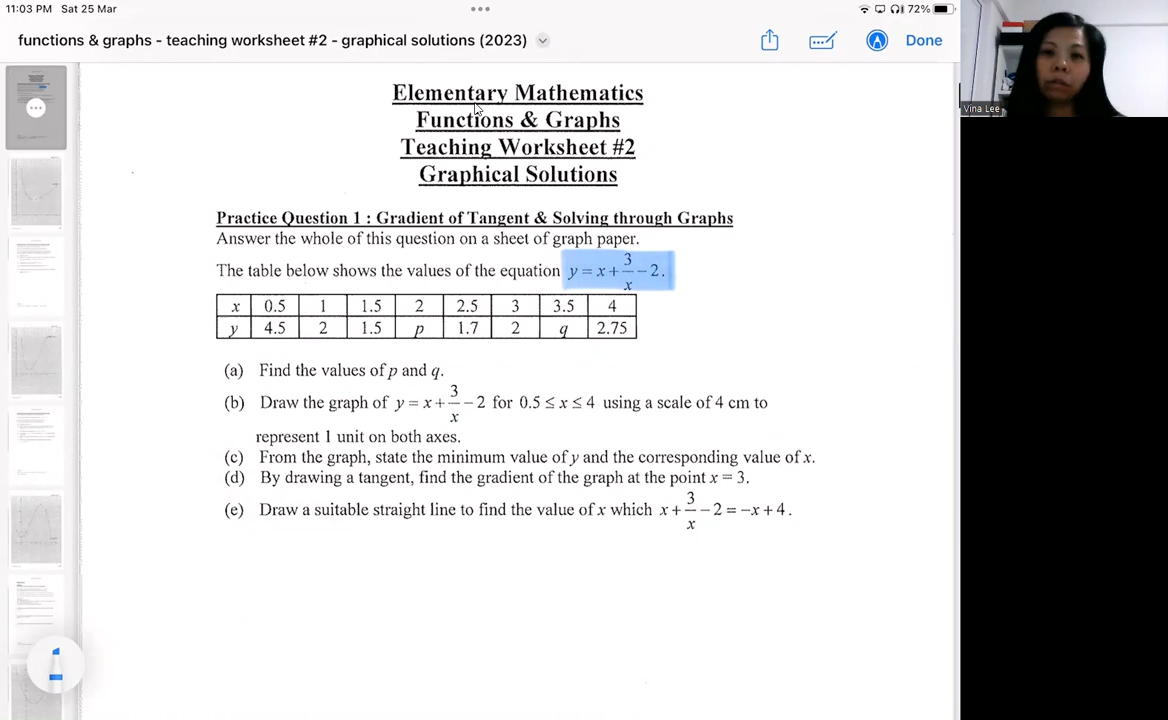 11:03 PM Sat 25 Mar
72%
functions & graphs - teaching worksheet #2 - graphical solutions (2023)
Done
Vina Lee
Elementary Mathematics
Functions & Graphs
Teaching Worksheet #2
Graphical Solutions
Practice Question 1 : Gradient of Tangent & Solving through Graphs
Answer the whole of this question on a sheet of graph paper.
The table below shows the values of the equation y = x + 3/x − 2.
x 0.5 1 1.5 2 2.5 3 3.5 4
y 4.5 2 1.5 p 1.7 2 q 2.75
(a) Find the values of p and q.
(b) Draw the graph of y = x + 3/x − 2 for 0.5 ≤ x ≤ 4 using a scale of 4 cm to
represent 1 unit on both axes.
(c) From the graph, state the minimum value of y and the corresponding value of x.
(d) By drawing a tangent, find the gradient of the graph at the point x = 3.
(e) Draw a suitable straight line to find the value of x which x + 3/x − 2 = −x + 4.